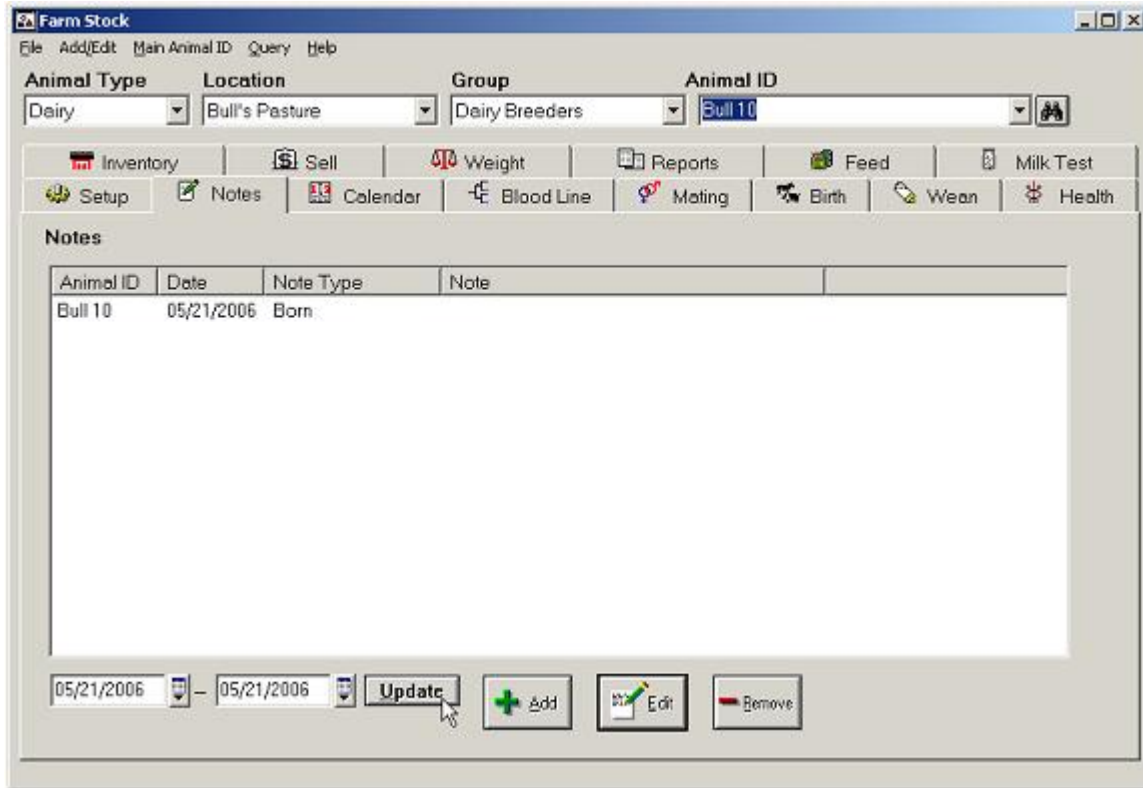 Farm Stock
File Add/Edit Main Animal ID Query Help
Animal Type Location Group Animal ID
Dairy Bull's Pasture Dairy Breeders Bull 10
Inventory Sell Weight Reports Feed Milk Test
Setup Notes Calendar Blood Line Mating Birth Wean Health
Notes
Animal ID Date Note Type Note
Bull 10 05/21/2006 Born
05/21/2006 – 05/21/2006 Update Add Edit Remove